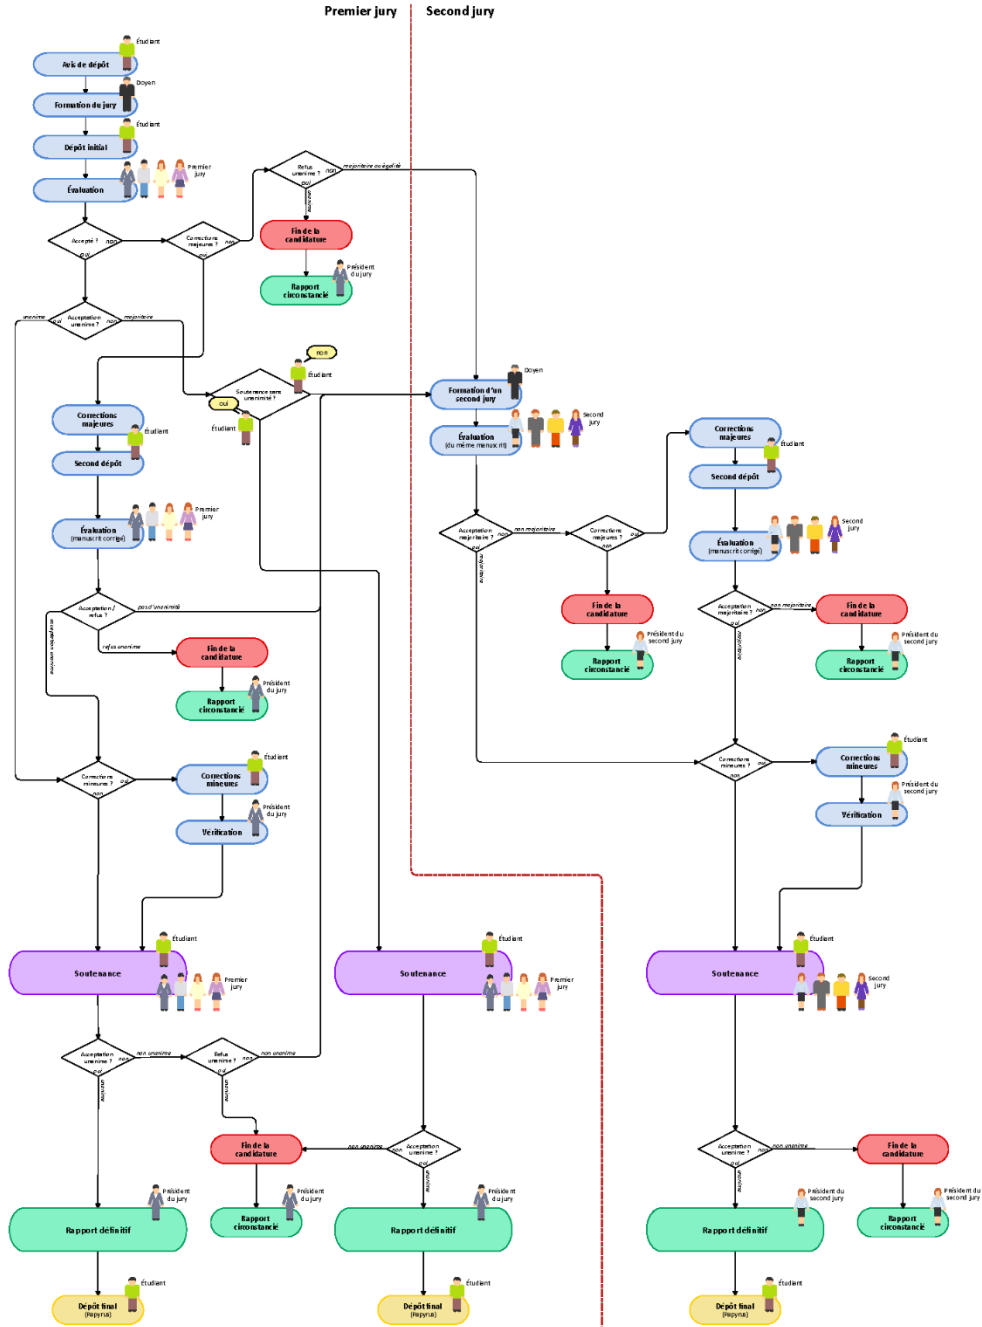 Premier jury
Second jury
Étudiant
Avis de dépôt
Doyen
Formation du jury
Étudiant
Dépôt initial
Premier
jury
Évaluation
Refus
unanime ?
non
oui
majoritaire ou égalité
unanime
Accepté ?
non
oui
Corrections
majeures ?
non
oui
Fin de la
candidature
Président
du jury
Rapport
circonstancié
unanime
oui
Acceptation
unanime ?
non
majoritaire
non
Étudiant
Soutenance sans
unanimité ?
oui
Étudiant
Doyen
Formation d'un
second jury
Second
jury
Évaluation
(du même manuscrit)
Corrections
majeures
Étudiant
Second dépôt
Corrections
majeures
Étudiant
Second dépôt
Premier
jury
Évaluation
(manuscrit corrigé)
Acceptation
majoritaire ?
non
oui
non majoritaire
majoritaire
Corrections
majeures ?
oui
non
Second
jury
Évaluation
(manuscrit corrigé)
Acceptation /
refus ?
pas d'unanimité
acceptation unanime
refus unanime
Fin de la
candidature
Président
du jury
Rapport
circonstancié
Fin de la
candidature
Président du
second jury
Rapport
circonstancié
Acceptation
majoritaire ?
non
oui
non majoritaire
majoritaire
Fin de la
candidature
Président du
second jury
Rapport
circonstancié
Corrections
mineures ?
oui
non
Étudiant
Corrections
mineures
Président
du jury
Vérification
Corrections
mineures ?
oui
non
Étudiant
Corrections
mineures
Président du
second jury
Vérification
Étudiant
Soutenance
Premier
jury
Étudiant
Soutenance
Premier
jury
Étudiant
Soutenance
Second
jury
Acceptation
unanime ?
non
oui
non unanime
unanime
Refus
unanime ?
non
oui
non unanime
unanime
Fin de la
candidature
non unanime
non
Acceptation
unanime ?
oui
unanime
Acceptation
unanime ?
non
oui
non unanime
unanime
Fin de la
candidature
Président
du jury
Rapport définitif
Président
du jury
Rapport
circonstancié
Président
du jury
Rapport définitif
Président du
second jury
Rapport définitif
Président du
second jury
Rapport
circonstancié
Étudiant
Dépôt final
(Papyrus)
Étudiant
Dépôt final
(Papyrus)
Étudiant
Dépôt final
(Papyrus)